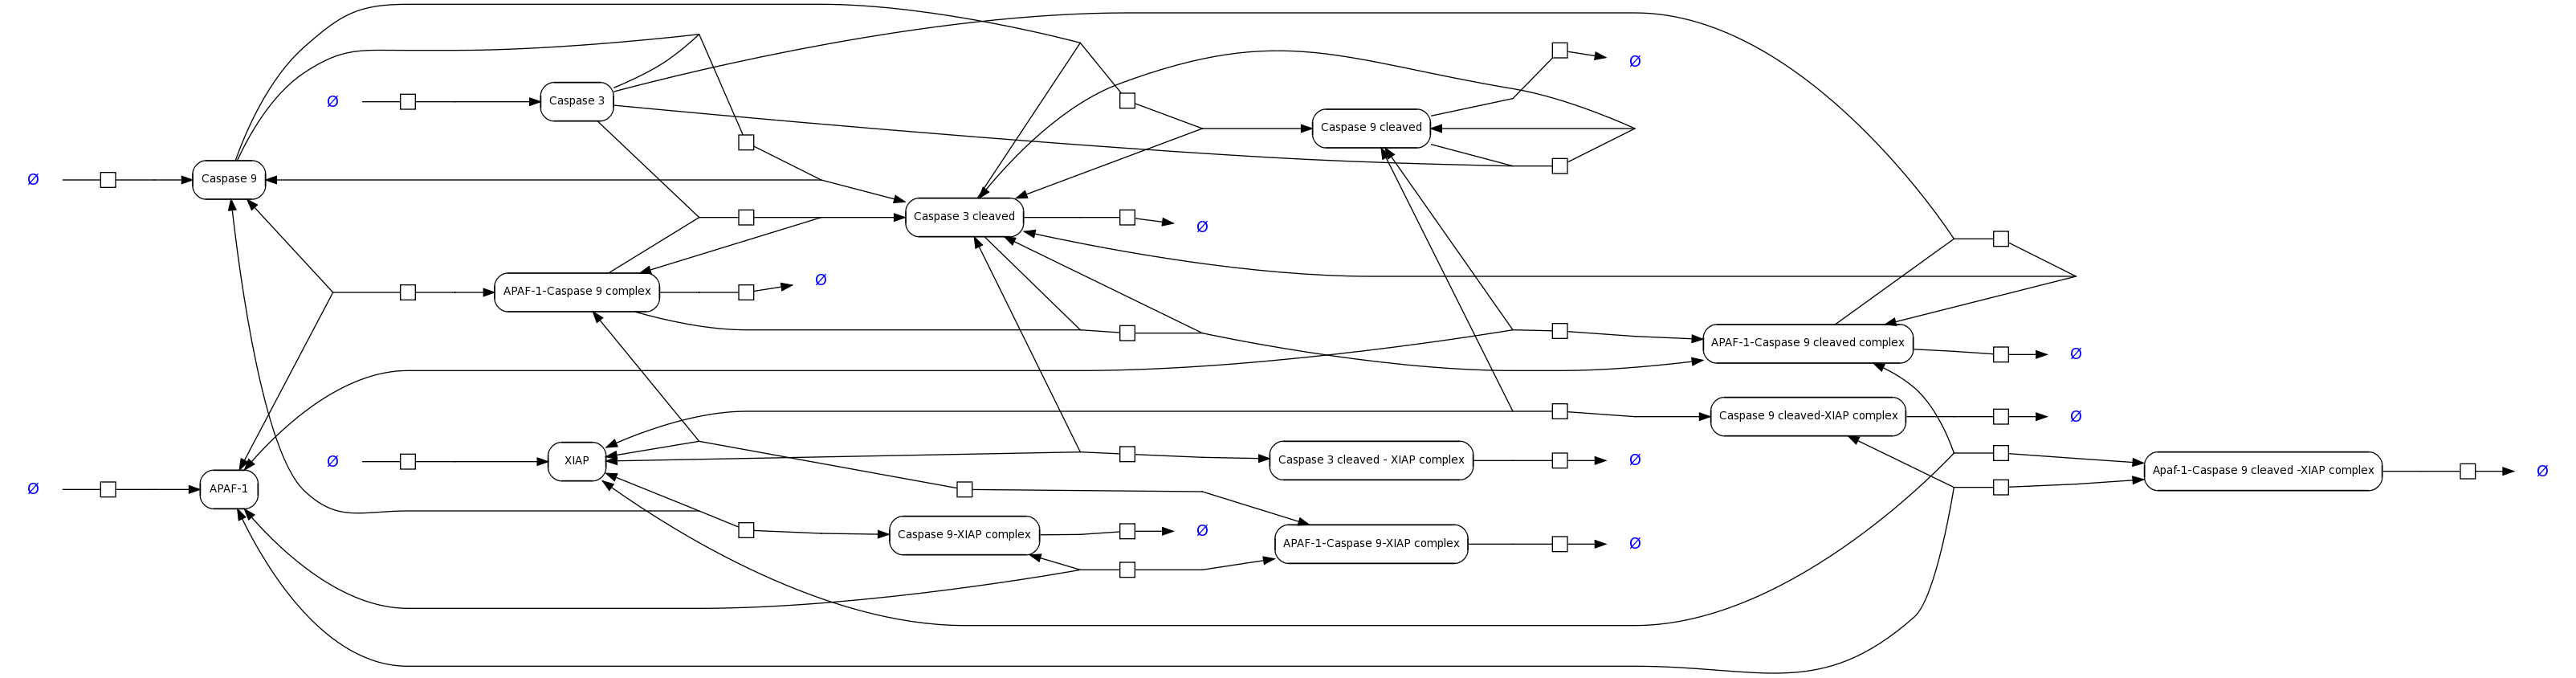 Ø
Caspase 3
Caspase 9 cleaved
Ø
Ø
Caspase 9
Caspase 3 cleaved
Ø
Ø
APAF-1-Caspase 9 complex
APAF-1-Caspase 9 cleaved complex
Ø
Caspase 9 cleaved-XIAP complex
Ø
Ø
XIAP
Caspase 3 cleaved - XIAP complex
Ø
Apaf-1-Caspase 9 cleaved -XIAP complex
Ø
Ø
APAF-1
Caspase 9-XIAP complex
Ø
APAF-1-Caspase 9-XIAP complex
Ø